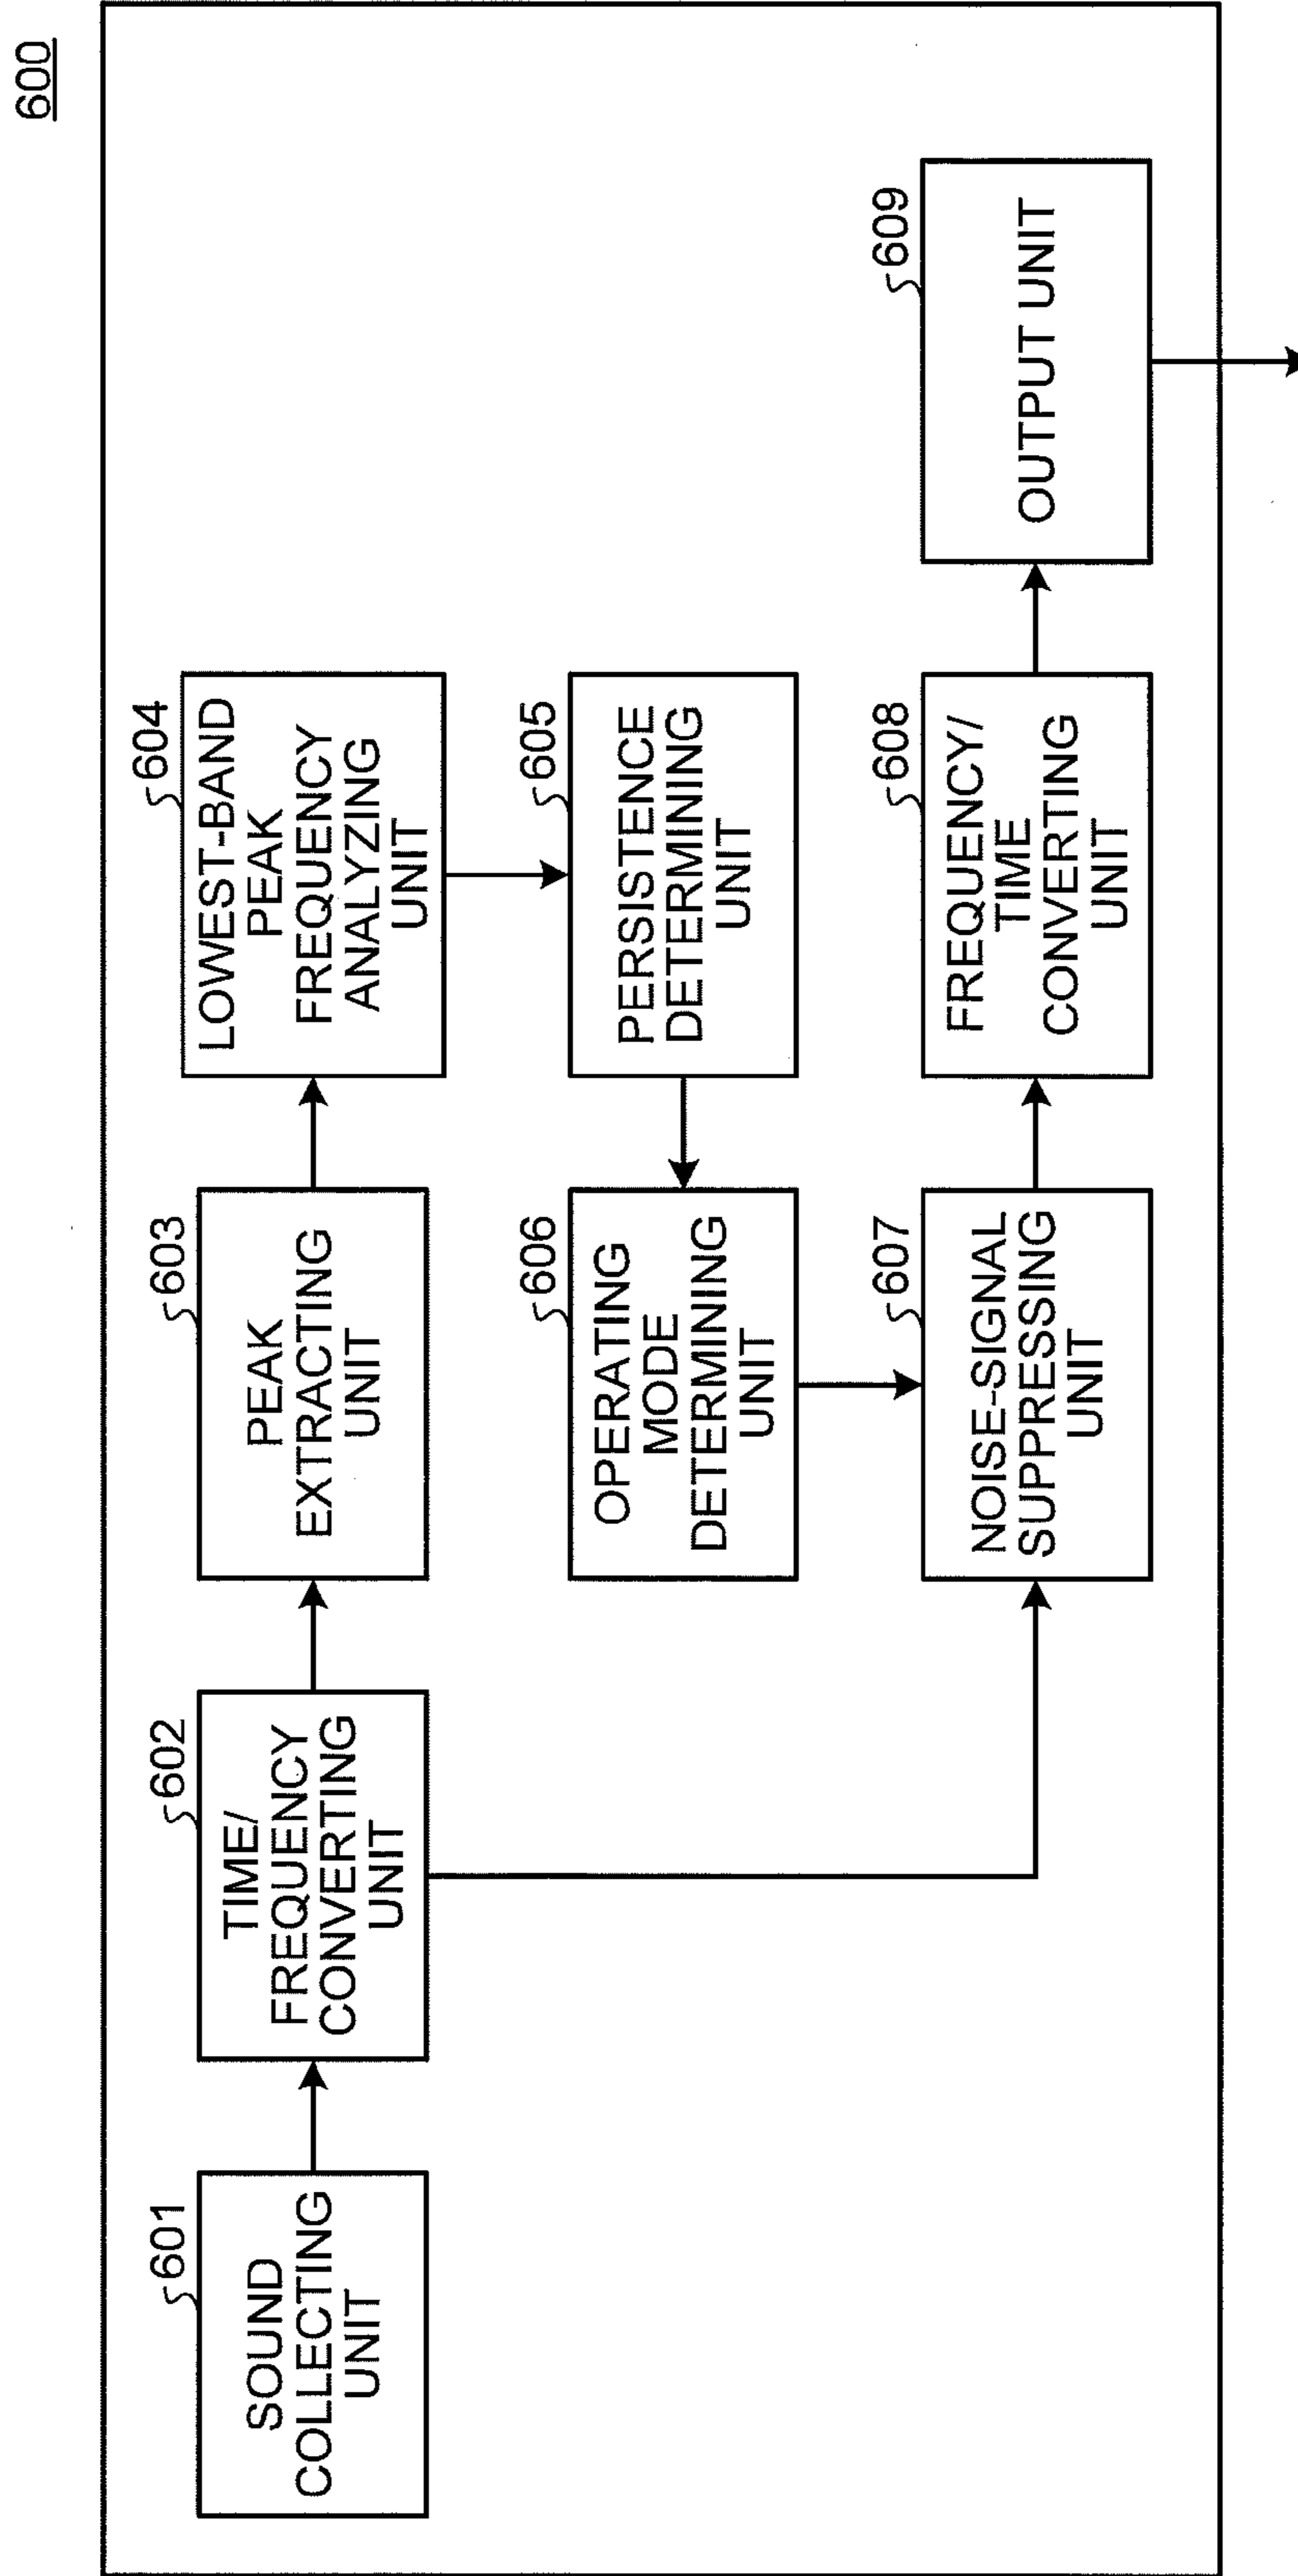 600
601
SOUND
COLLECTING
UNIT
602
TIME/
FREQUENCY
CONVERTING
UNIT
603
PEAK
EXTRACTING
UNIT
604
LOWEST-BAND
PEAK
FREQUENCY
ANALYZING
UNIT
606
OPERATING
MODE
DETERMINING
UNIT
605
PERSISTENCE
DETERMINING
UNIT
607
NOISE-SIGNAL
SUPPRESSING
UNIT
608
FREQUENCY/
TIME
CONVERTING
UNIT
609
OUTPUT UNIT